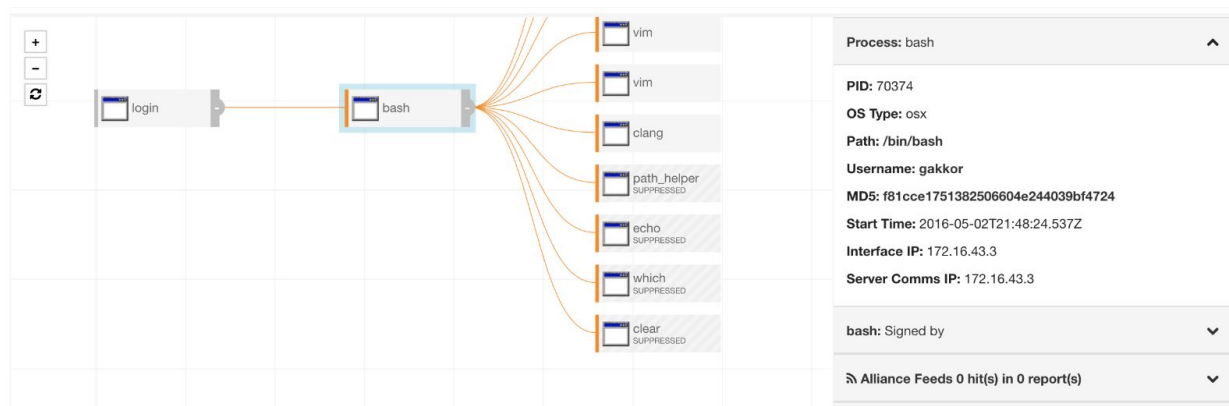 +
-
login
-
bash
-
vim
vim
clang
path_helper
SUPPRESSED
echo
SUPPRESSED
which
SUPPRESSED
clear
SUPPRESSED
Process: bash
PID: 70374
OS Type: osx
Path: /bin/bash
Username: gakkor
MD5: f81cce1751382506604e244039bf4724
Start Time: 2016-05-02T21:48:24.537Z
Interface IP: 172.16.43.3
Server Comms IP: 172.16.43.3
bash: Signed by
Alliance Feeds 0 hit(s) in 0 report(s)